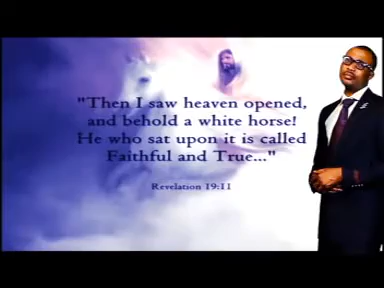 "Then I saw heaven opened,
and behold a white horse!
He who sat upon it is called
Faithful and True..."
Revelation 19:11